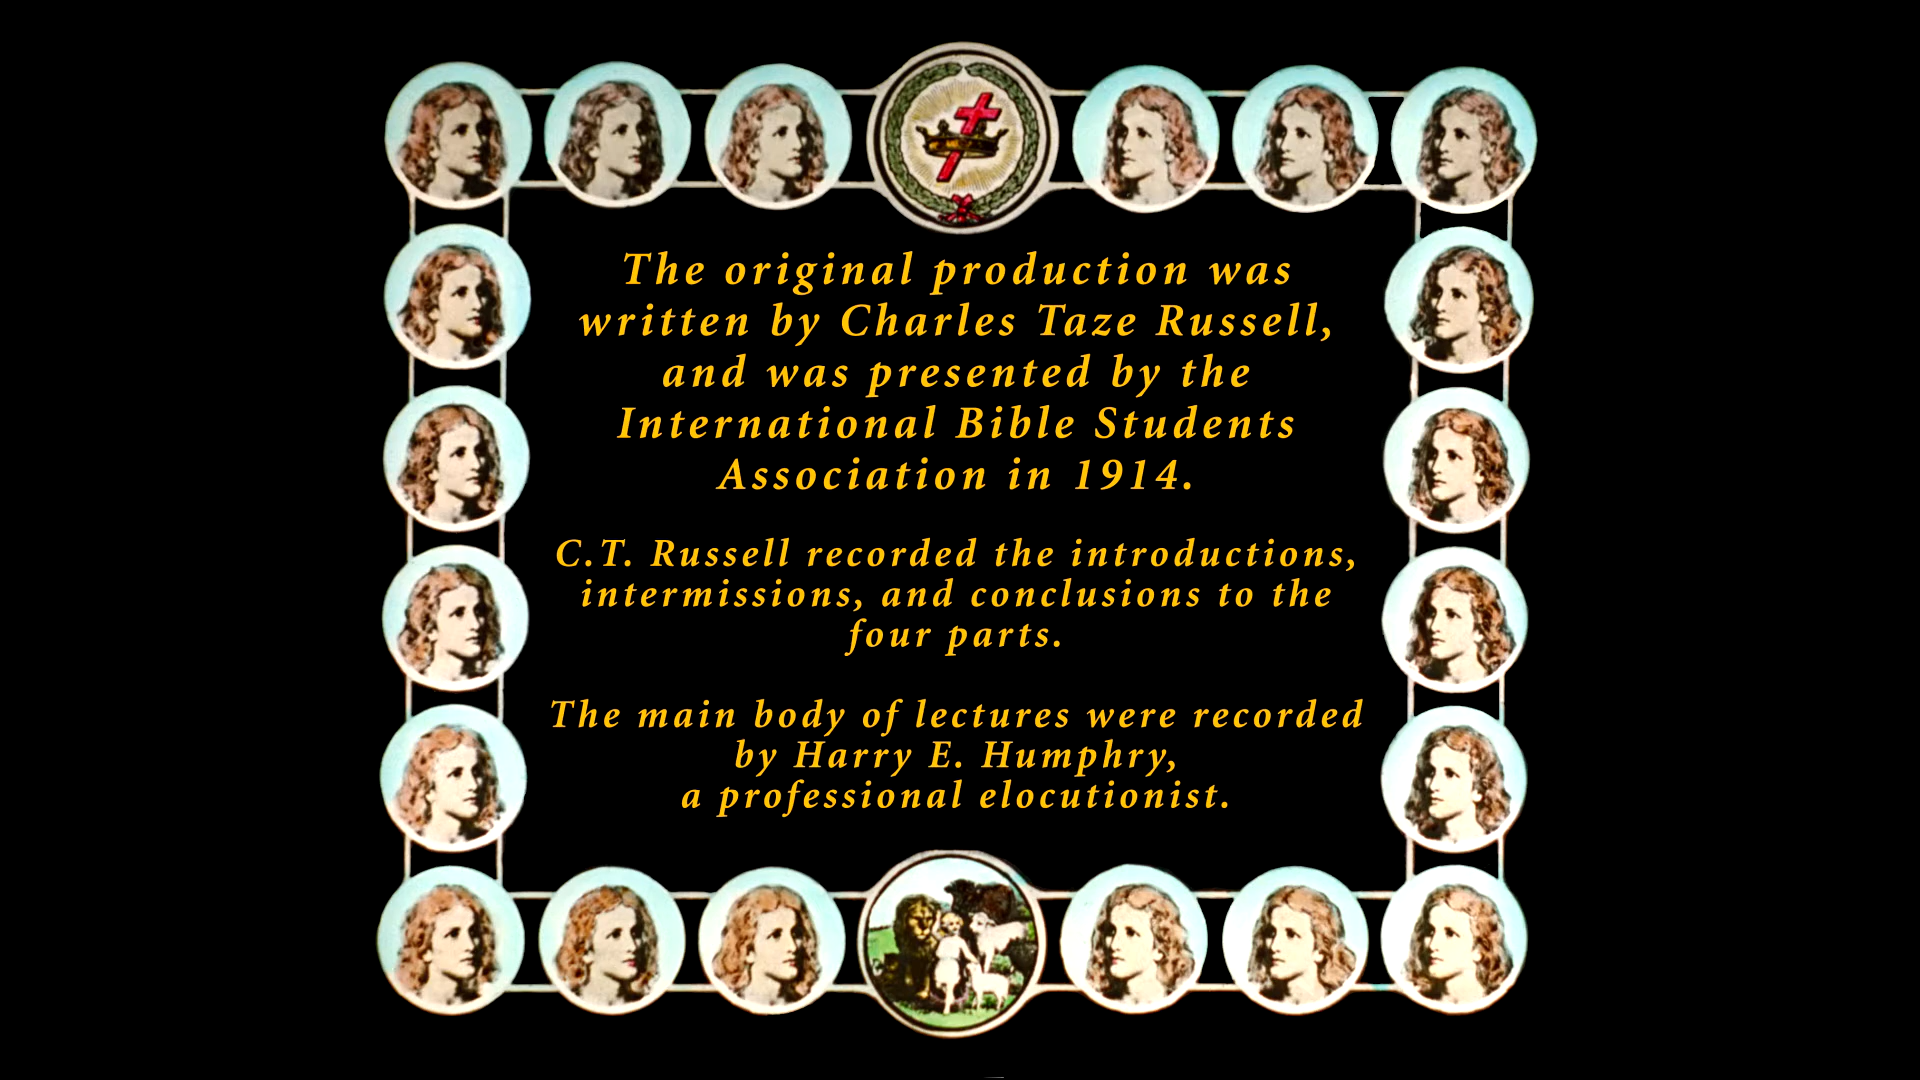 The original production was
written by Charles Taze Russell,
and was presented by the
International Bible Students
Association in 1914.
C.T. Russell recorded the introductions,
intermissions, and conclusions to the
four parts.
The main body of lectures were recorded
by Harry E. Humphry,
a professional elocutionist.